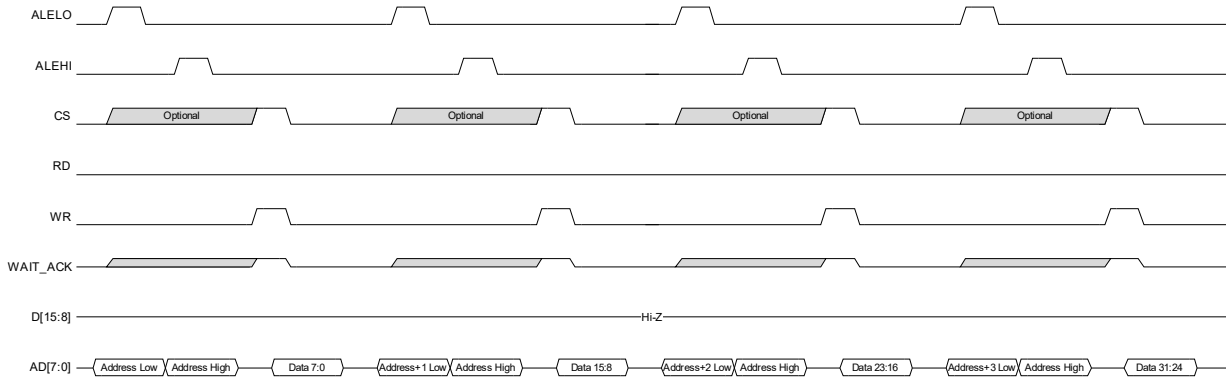 ALELO
ALEHI
CS Optional Optional Optional Optional
RD
WR
WAIT_ACK
D[15:8] Hi-Z
AD[7:0] Address Low Address High Data 7:0 Address+1 Low Address High Data 15:8 Address+2 Low Address High Data 23:16 Address+3 Low Address High Data 31:24